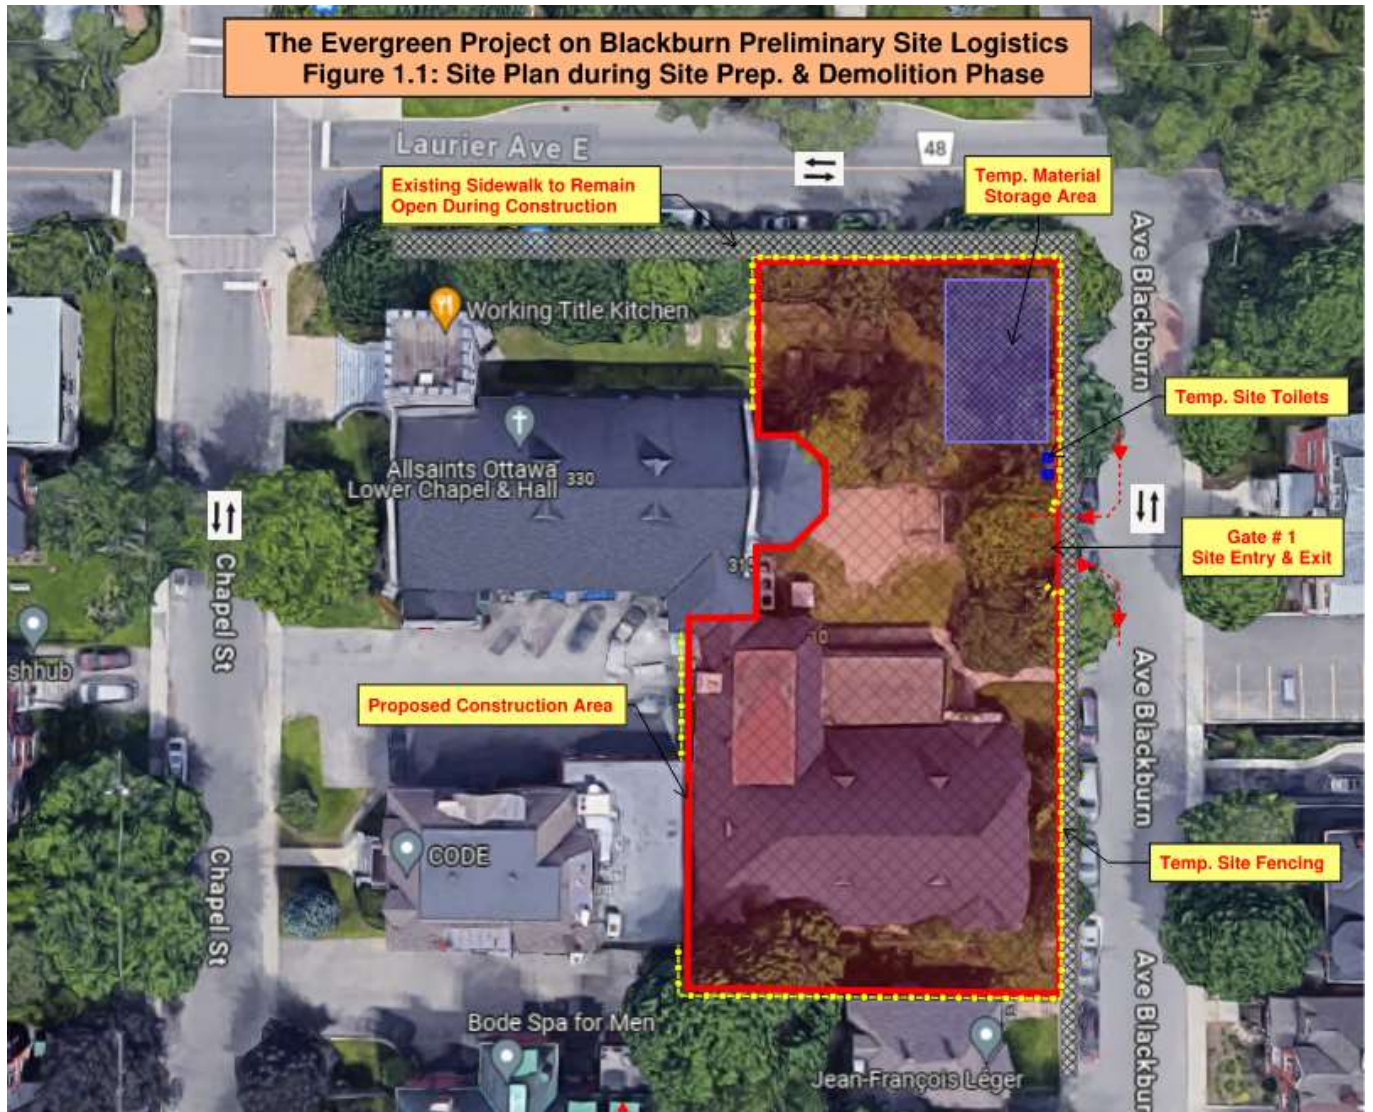 The Evergreen Project on Blackburn Preliminary Site Logistics
Figure 1.1: Site Plan during Site Prep. & Demolition Phase
Laurier Ave E
48
Existing Sidewalk to Remain
Open During Construction
Temp. Material
Storage Area
Ave Blackburn
Working Title Kitchen
Temp. Site Toilets
Allsaints Ottawa
Lower Chapel & Hall
330
Gate # 1
Site Entry & Exit
Chapel St
10
shhub
Ave Blackburn
Proposed Construction Area
CODE
Temp. Site Fencing
Chapel St
Ave Blackbur
Bode Spa for Men
Jean-François Léger